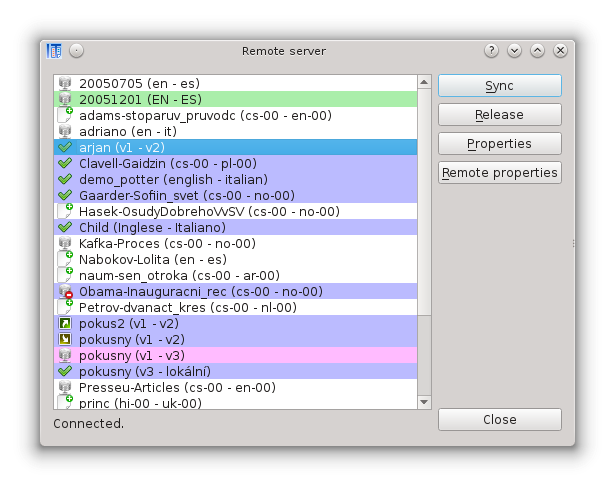 Remote server
20050705 (en - es)
20051201 (EN - ES)
adams-stoparuv_pruvodc (cs-00 - en-00)
adriano (en - it)
arjan (v1 - v2)
Clavell-Gaidzin (cs-00 - pl-00)
demo_potter (english - italian)
Gaarder-Sofiin_svet (cs-00 - no-00)
Hasek-OsudyDobrehoVvSV (cs-00 - no-00)
Child (Inglese - Italiano)
Kafka-Proces (cs-00 - no-00)
Nabokov-Lolita (en - es)
naum-sen_otroka (cs-00 - ar-00)
Obama-Inauguracni_rec (cs-00 - no-00)
Petrov-dvanact_kres (cs-00 - nl-00)
pokus2 (v1 - v2)
pokusny (v1 - v2)
pokusny (v1 - v3)
pokusny (v3 - lokální)
Presseu-Articles (cs-00 - en-00)
princ (hi-00 - uk-00)
Connected.
Sync
Release
Properties
Remote properties
Close